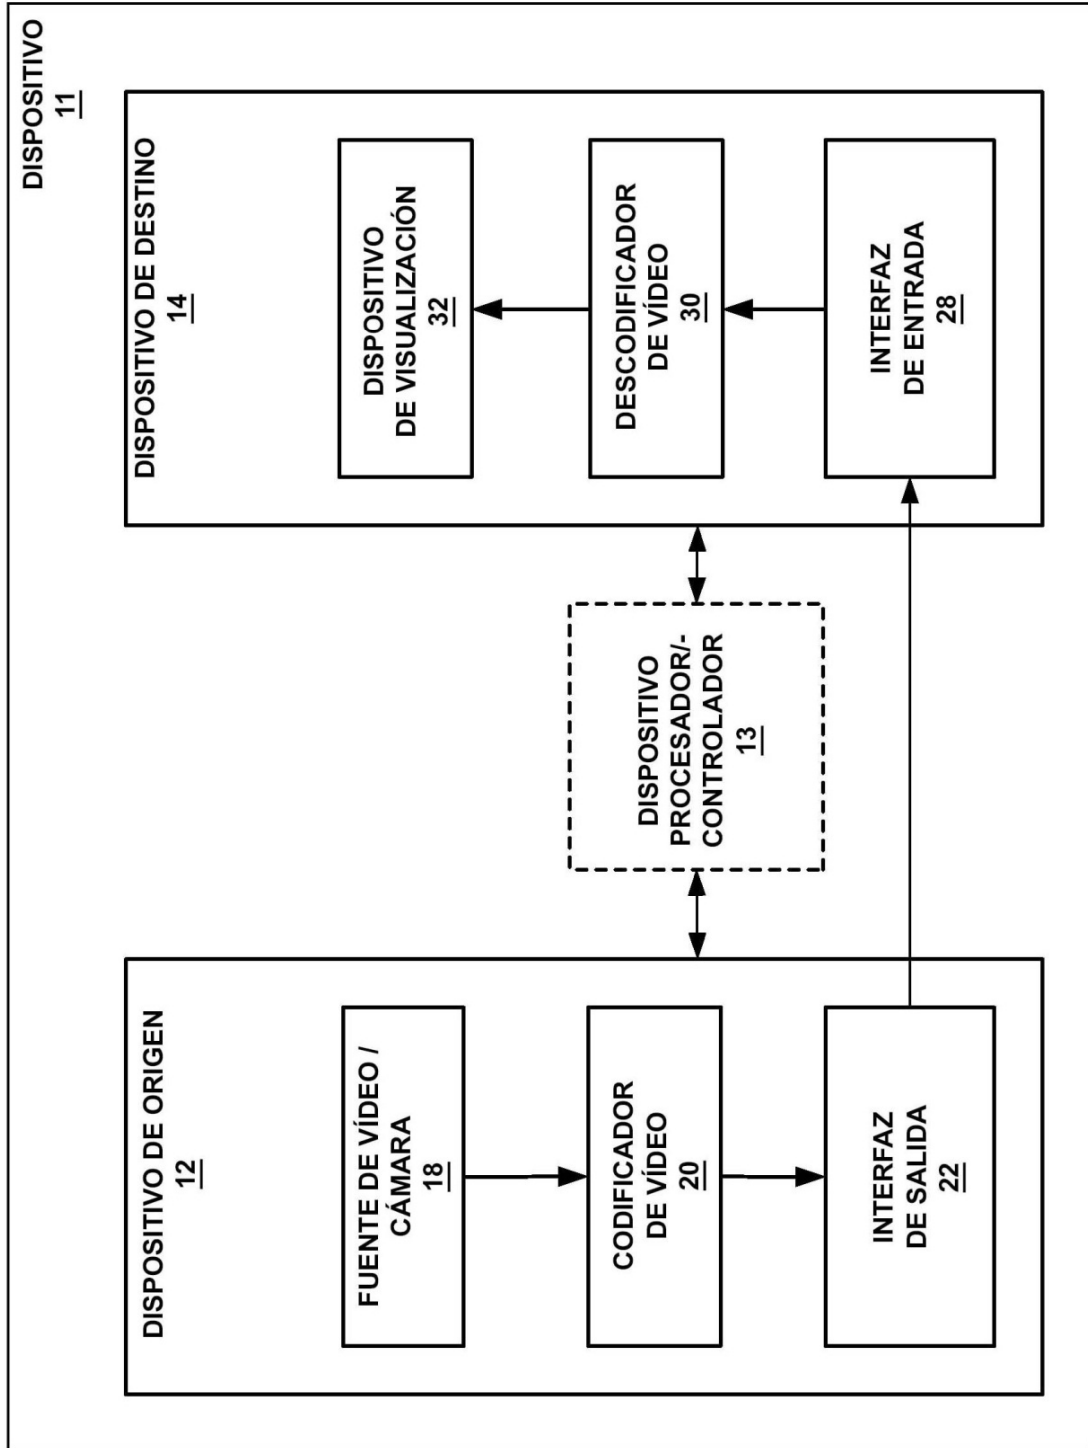 DISPOSITIVO
11
DISPOSITIVO DE ORIGEN
12
FUENTE DE VÍDEO /
CÁMARA
18
CODIFICADOR
DE VÍDEO
20
INTERFAZ
DE SALIDA
22
DISPOSITIVO
PROCESADOR/-
CONTROLADOR
13
DISPOSITIVO DE DESTINO
14
DISPOSITIVO
DE VISUALIZACIÓN
32
DESCODIFICADOR
DE VÍDEO
30
INTERFAZ
DE ENTRADA
28